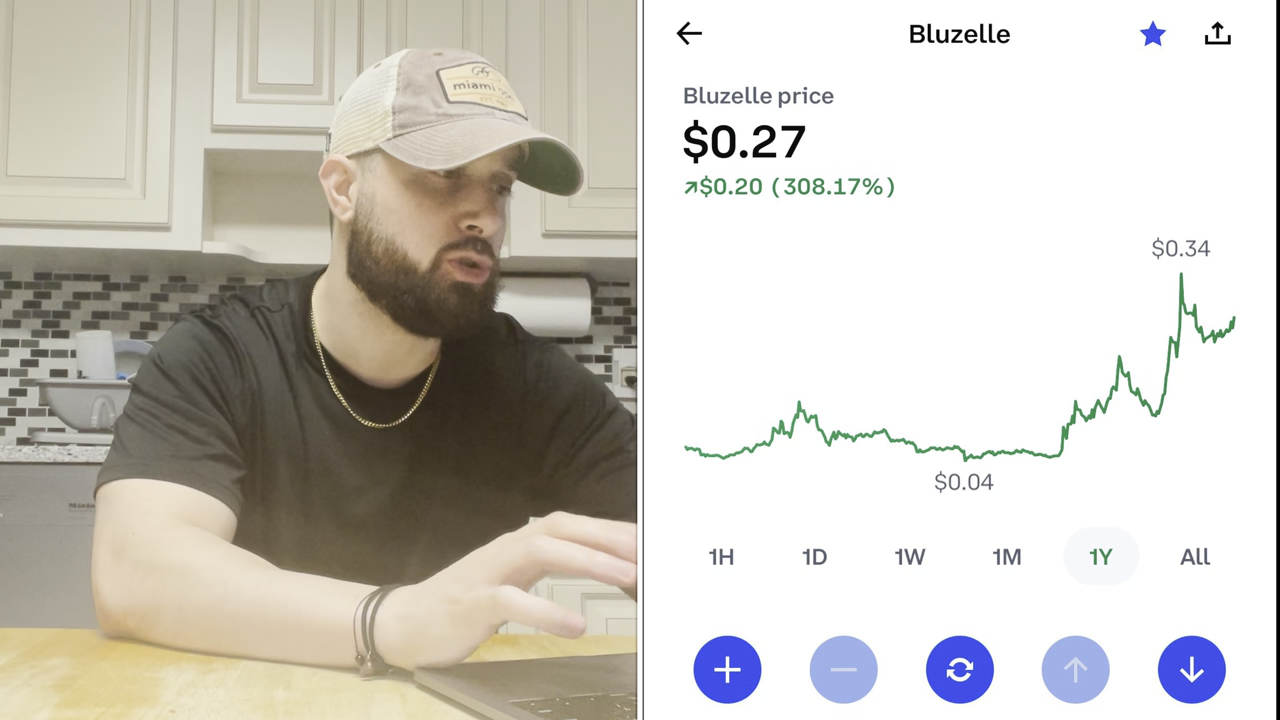 miami
Bluzelle
Bluzelle price
$0.27
↗$0.20 (308.17%)
$0.34
$0.04
1H 1D 1W 1M 1Y All